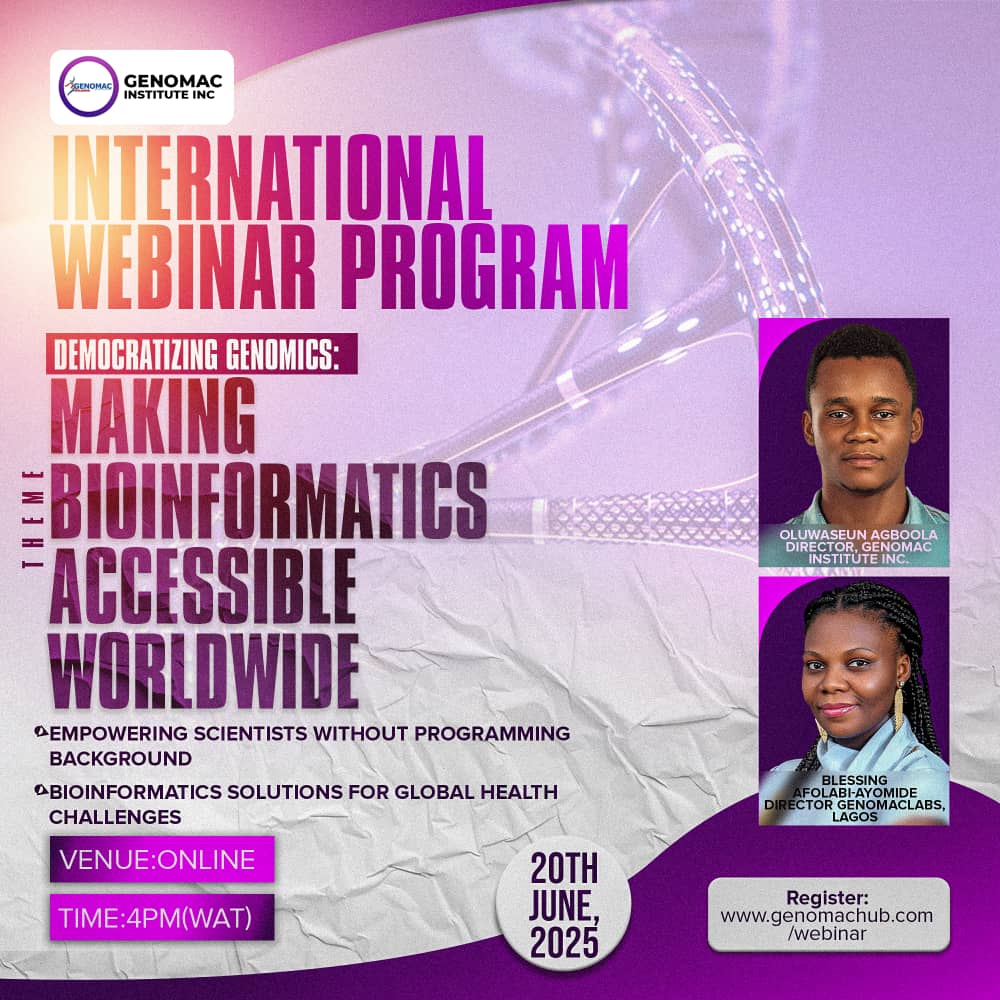 GENOMAC
GENOMAC
INSTITUTE INC
INTERNATIONAL
WEBINAR PROGRAM
DEMOCRATIZING GENOMICS:
THEME
MAKING
BIOINFORMATICS
ACCESSIBLE
WORLDWIDE
EMPOWERING SCIENTISTS WITHOUT PROGRAMMING
BACKGROUND
BIOINFORMATICS SOLUTIONS FOR GLOBAL HEALTH
CHALLENGES
VENUE:ONLINE
TIME:4PM(WAT)
20TH
JUNE,
2025
OLUWASEUN AGBOOLA
DIRECTOR, GENOMAC
INSTITUTE INC.
BLESSING
AFOLABI-AYOMIDE
DIRECTOR GENOMACLABS,
LAGOS
Register:
www.genomachub.com
/webinar